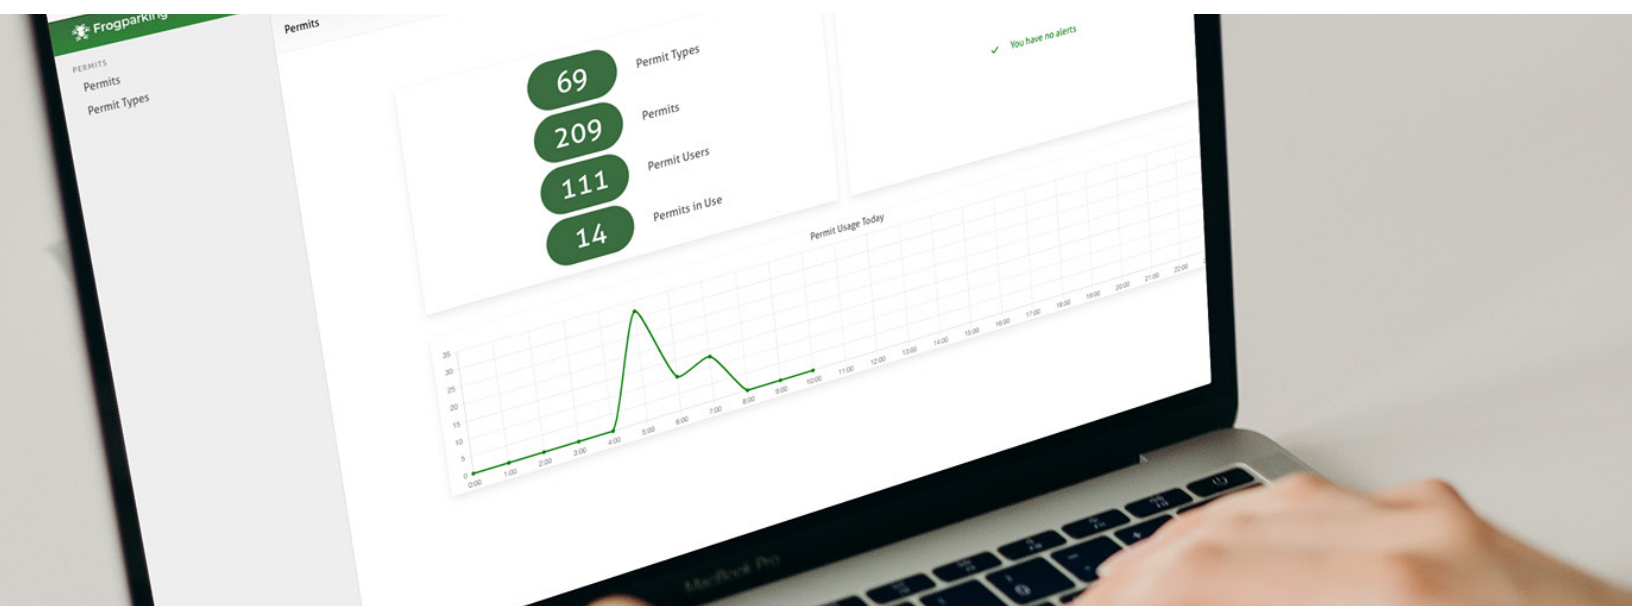 Frogparking
Permits
PERMITS
Permits
Permit Types
69 Permit Types
209 Permits
111 Permit Users
14 Permits in Use
You have no alerts
Permit Usage Today
35
30
25
20
15
10
5
0
0:00 1:00 2:00 3:00 4:00 5:00 6:00 7:00 8:00 9:00 10:00 11:00 12:00 13:00 14:00 15:00 16:00 17:00 18:00 19:00 20:00 21:00 22:00
MacBook Pro